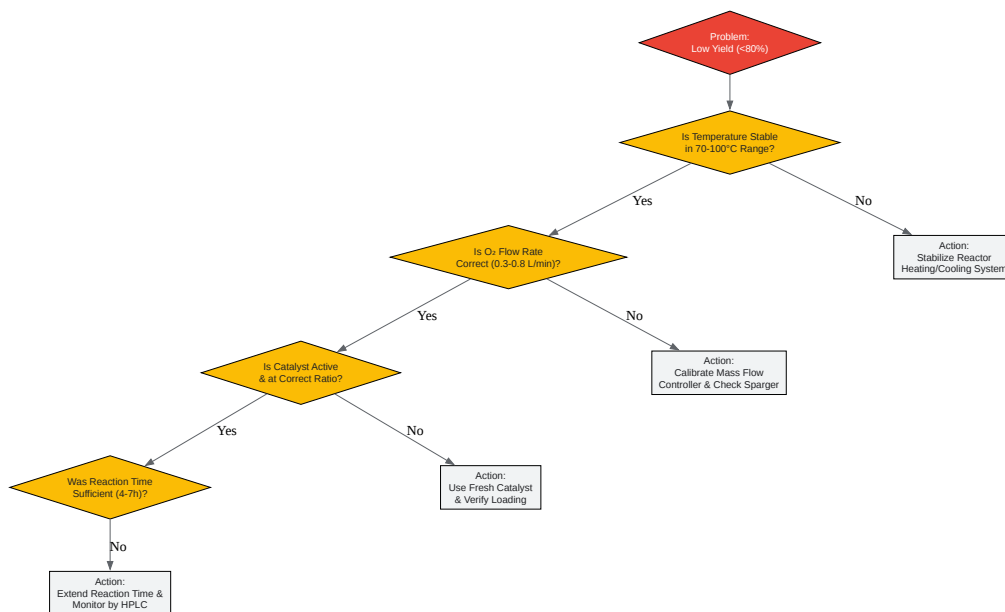 Problem:
Low Yield (<80%)
Is Temperature Stable
in 70-100°C Range?
Yes
No
Is O₂ Flow Rate
Correct (0.3-0.8 L/min)?
Action:
Stabilize Reactor
Heating/Cooling System
Yes
No
Is Catalyst Active
& at Correct Ratio?
Action:
Calibrate Mass Flow
Controller & Check Sparger
Yes
No
Was Reaction Time
Sufficient (4-7h)?
Action:
Use Fresh Catalyst
& Verify Loading
No
Action:
Extend Reaction Time &
Monitor by HPLC